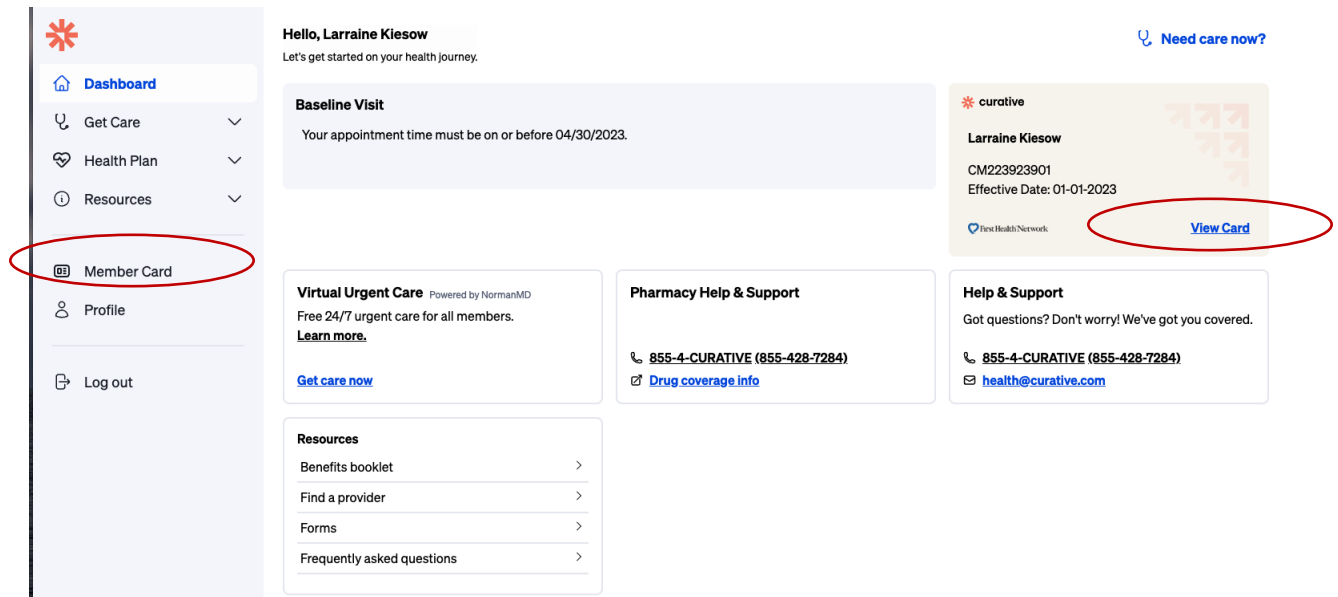 Hello, Larraine Kiesow
Let's get started on your health journey.
Need care now?
Dashboard
Get Care
Health Plan
Resources
Member Card
Profile
Log out
Baseline Visit
Your appointment time must be on or before 04/30/2023.
curative
Larraine Kiesow
CM223923901
Effective Date: 01-01-2023
First Health Network
View Card
Virtual Urgent Care Powered by NormanMD
Free 24/7 urgent care for all members.
Learn more.
Get care now
Pharmacy Help & Support
855-4-CURATIVE (855-428-7284)
Drug coverage info
Help & Support
Got questions? Don't worry! We've got you covered.
855-4-CURATIVE (855-428-7284)
health@curative.com
Resources
Benefits booklet
Find a provider
Forms
Frequently asked questions